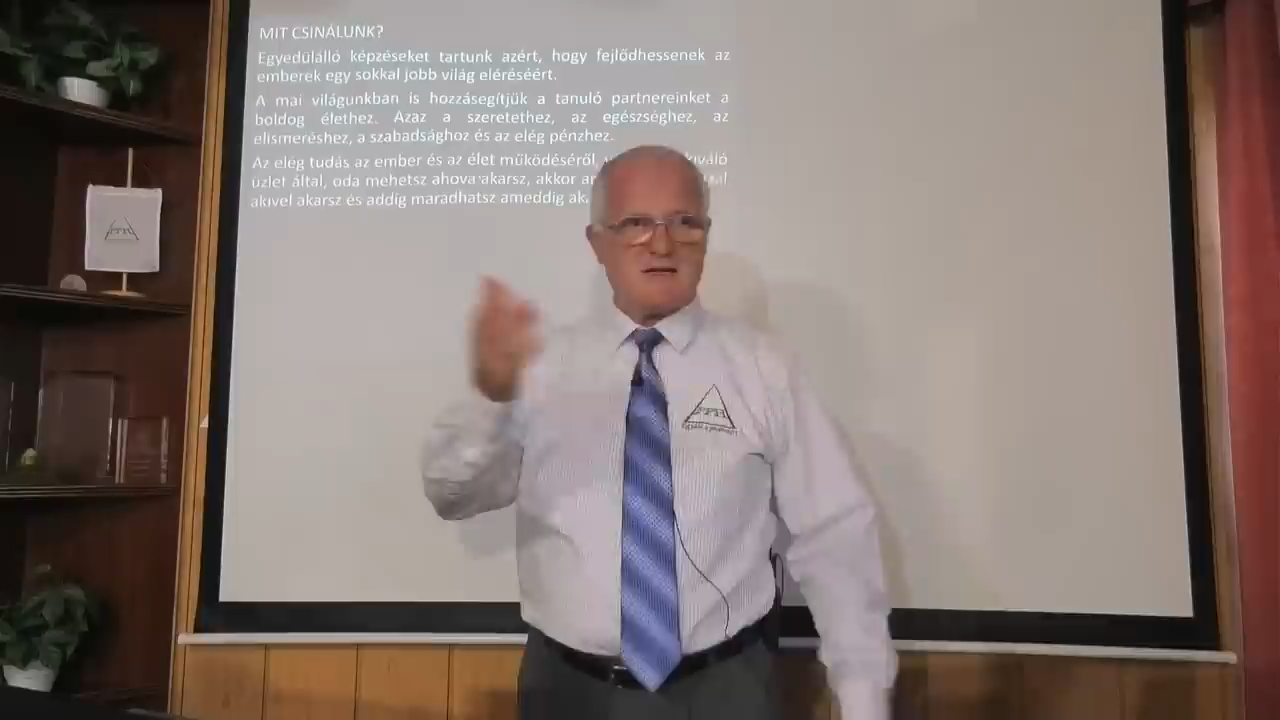 MIT CSINÁLUNK?
Egyedülálló képzéseket tartunk azért, hogy fejlődhessenek az
emberek egy sokkal jobb világ eléréséért.
A mai világunkban is hozzásegítjük a tanuló partnereinket a
boldog élethez. Azaz a szeretethez, az egészséghez, az
elismeréshez, a szabadsághoz és az elég pénzhez.
Az elég tudás az ember és az élet működéséről,
üzlet által, oda mehetsz ahova akarsz, akkor
akivel akarsz és addig maradhatsz ameddig